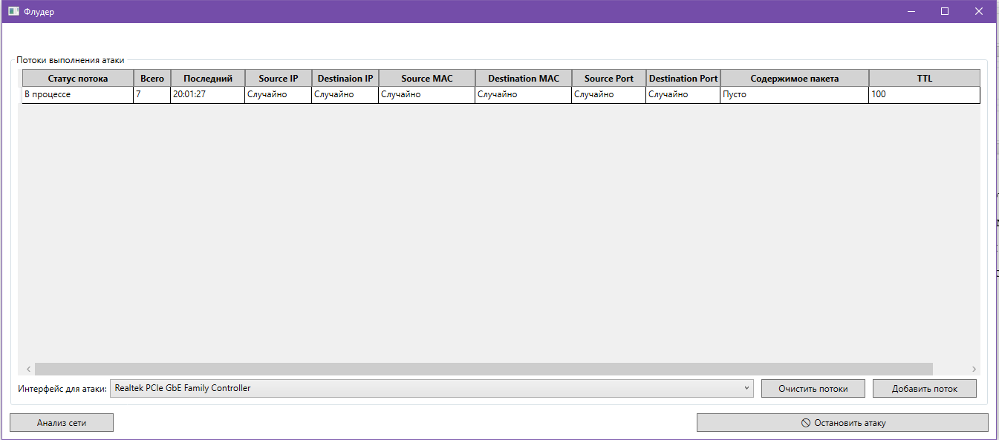 Флудер
Потоки выполнения атаки
Статус потока Всего Последний Source IP Destinaion IP Source MAC Destination MAC Source Port Destination Port Содержимое пакета TTL
В процессе 7 20:01:27 Случайно Случайно Случайно Случайно Случайно Случайно Пусто 100
Интерфейс для атаки: Realtek PCIe GbE Family Controller Очистить потоки Добавить поток
Анализ сети Остановить атаку